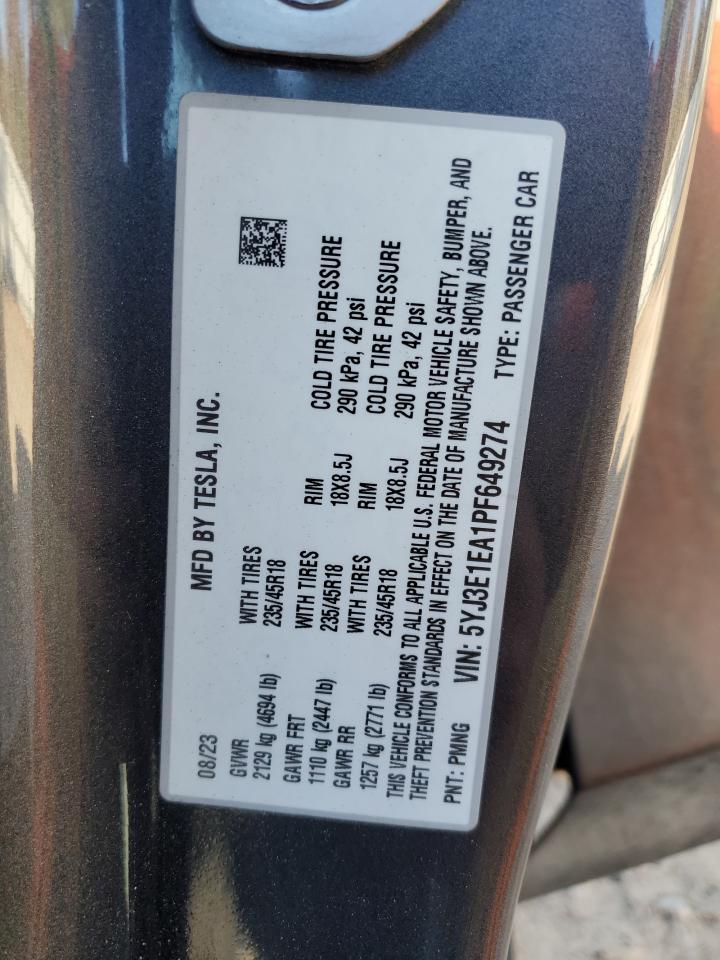 MFD BY TESLA, INC.
08/23
GVWR
2129 kg (4694 lb)
WITH TIRES
235/45R18
GAWR FRT
1110 kg (2447 lb)
WITH TIRES
235/45R18
RIM
18X8.5J
COLD TIRE PRESSURE
290 kPa, 42 psi
GAWR RR
1257 kg (2771 lb)
WITH TIRES
235/45R18
RIM
18X8.5J
COLD TIRE PRESSURE
290 kPa, 42 psi
THIS VEHICLE CONFORMS TO ALL APPLICABLE U.S. FEDERAL MOTOR VEHICLE SAFETY, BUMPER, AND
THEFT PREVENTION STANDARDS IN EFFECT ON THE DATE OF MANUFACTURE SHOWN ABOVE.
PNT: PMNG VIN: 5YJ3E1EA1PF649274 TYPE: PASSENGER CAR